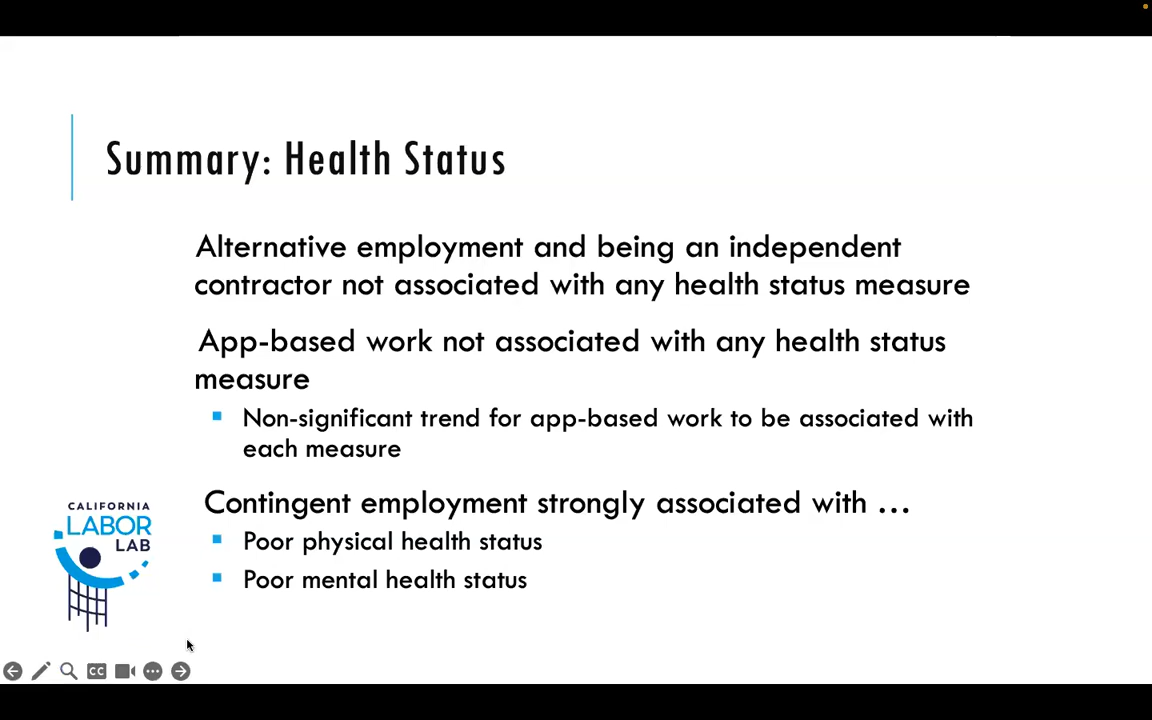 Summary: Health Status
Alternative employment and being an independent
contractor not associated with any health status measure
App-based work not associated with any health status
measure
Non-significant trend for app-based work to be associated with
each measure
Contingent employment strongly associated with …
Poor physical health status
Poor mental health status
CALIFORNIA
LABOR
LAB
CC